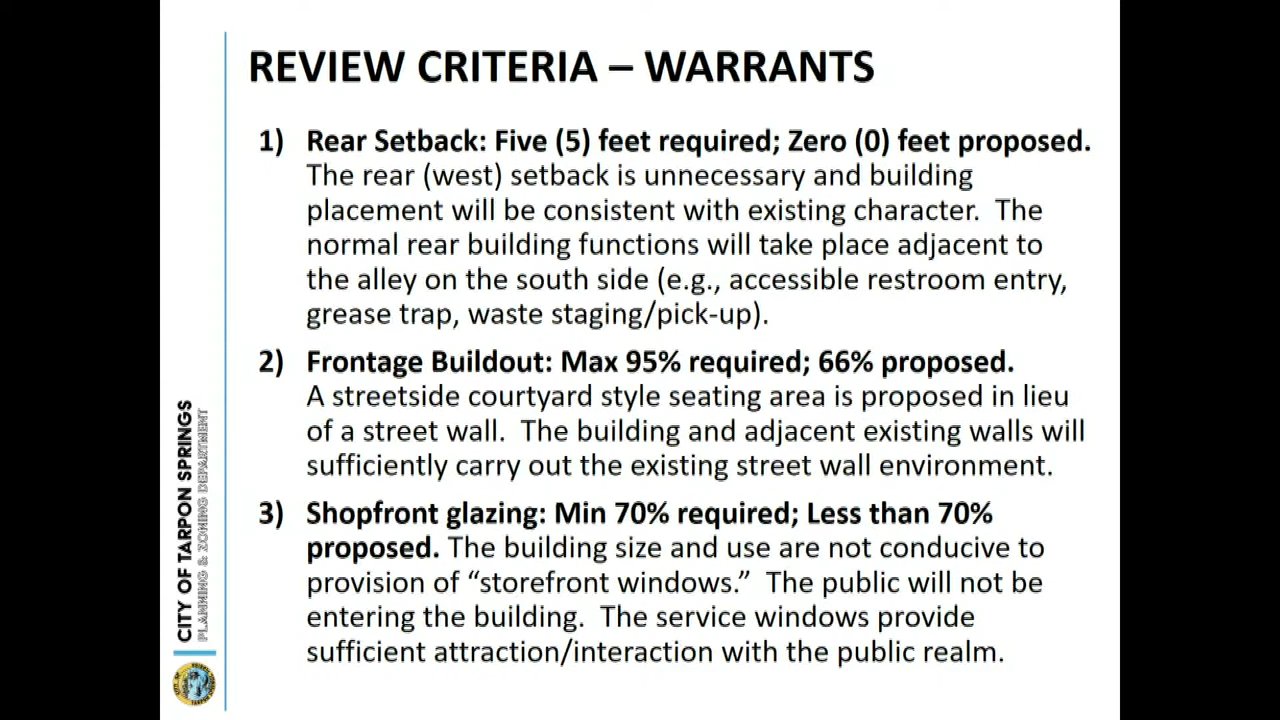 REVIEW CRITERIA – WARRANTS
1) Rear Setback: Five (5) feet required; Zero (0) feet proposed.
The rear (west) setback is unnecessary and building
placement will be consistent with existing character. The
normal rear building functions will take place adjacent to
the alley on the south side (e.g., accessible restroom entry,
grease trap, waste staging/pick-up).
2) Frontage Buildout: Max 95% required; 66% proposed.
A streetside courtyard style seating area is proposed in lieu
of a street wall. The building and adjacent existing walls will
sufficiently carry out the existing street wall environment.
3) Shopfront glazing: Min 70% required; Less than 70%
proposed. The building size and use are not conducive to
provision of “storefront windows.” The public will not be
entering the building. The service windows provide
sufficient attraction/interaction with the public realm.
CITY OF TARPON SPRINGS
PLANNING & ZONING DEPARTMENT